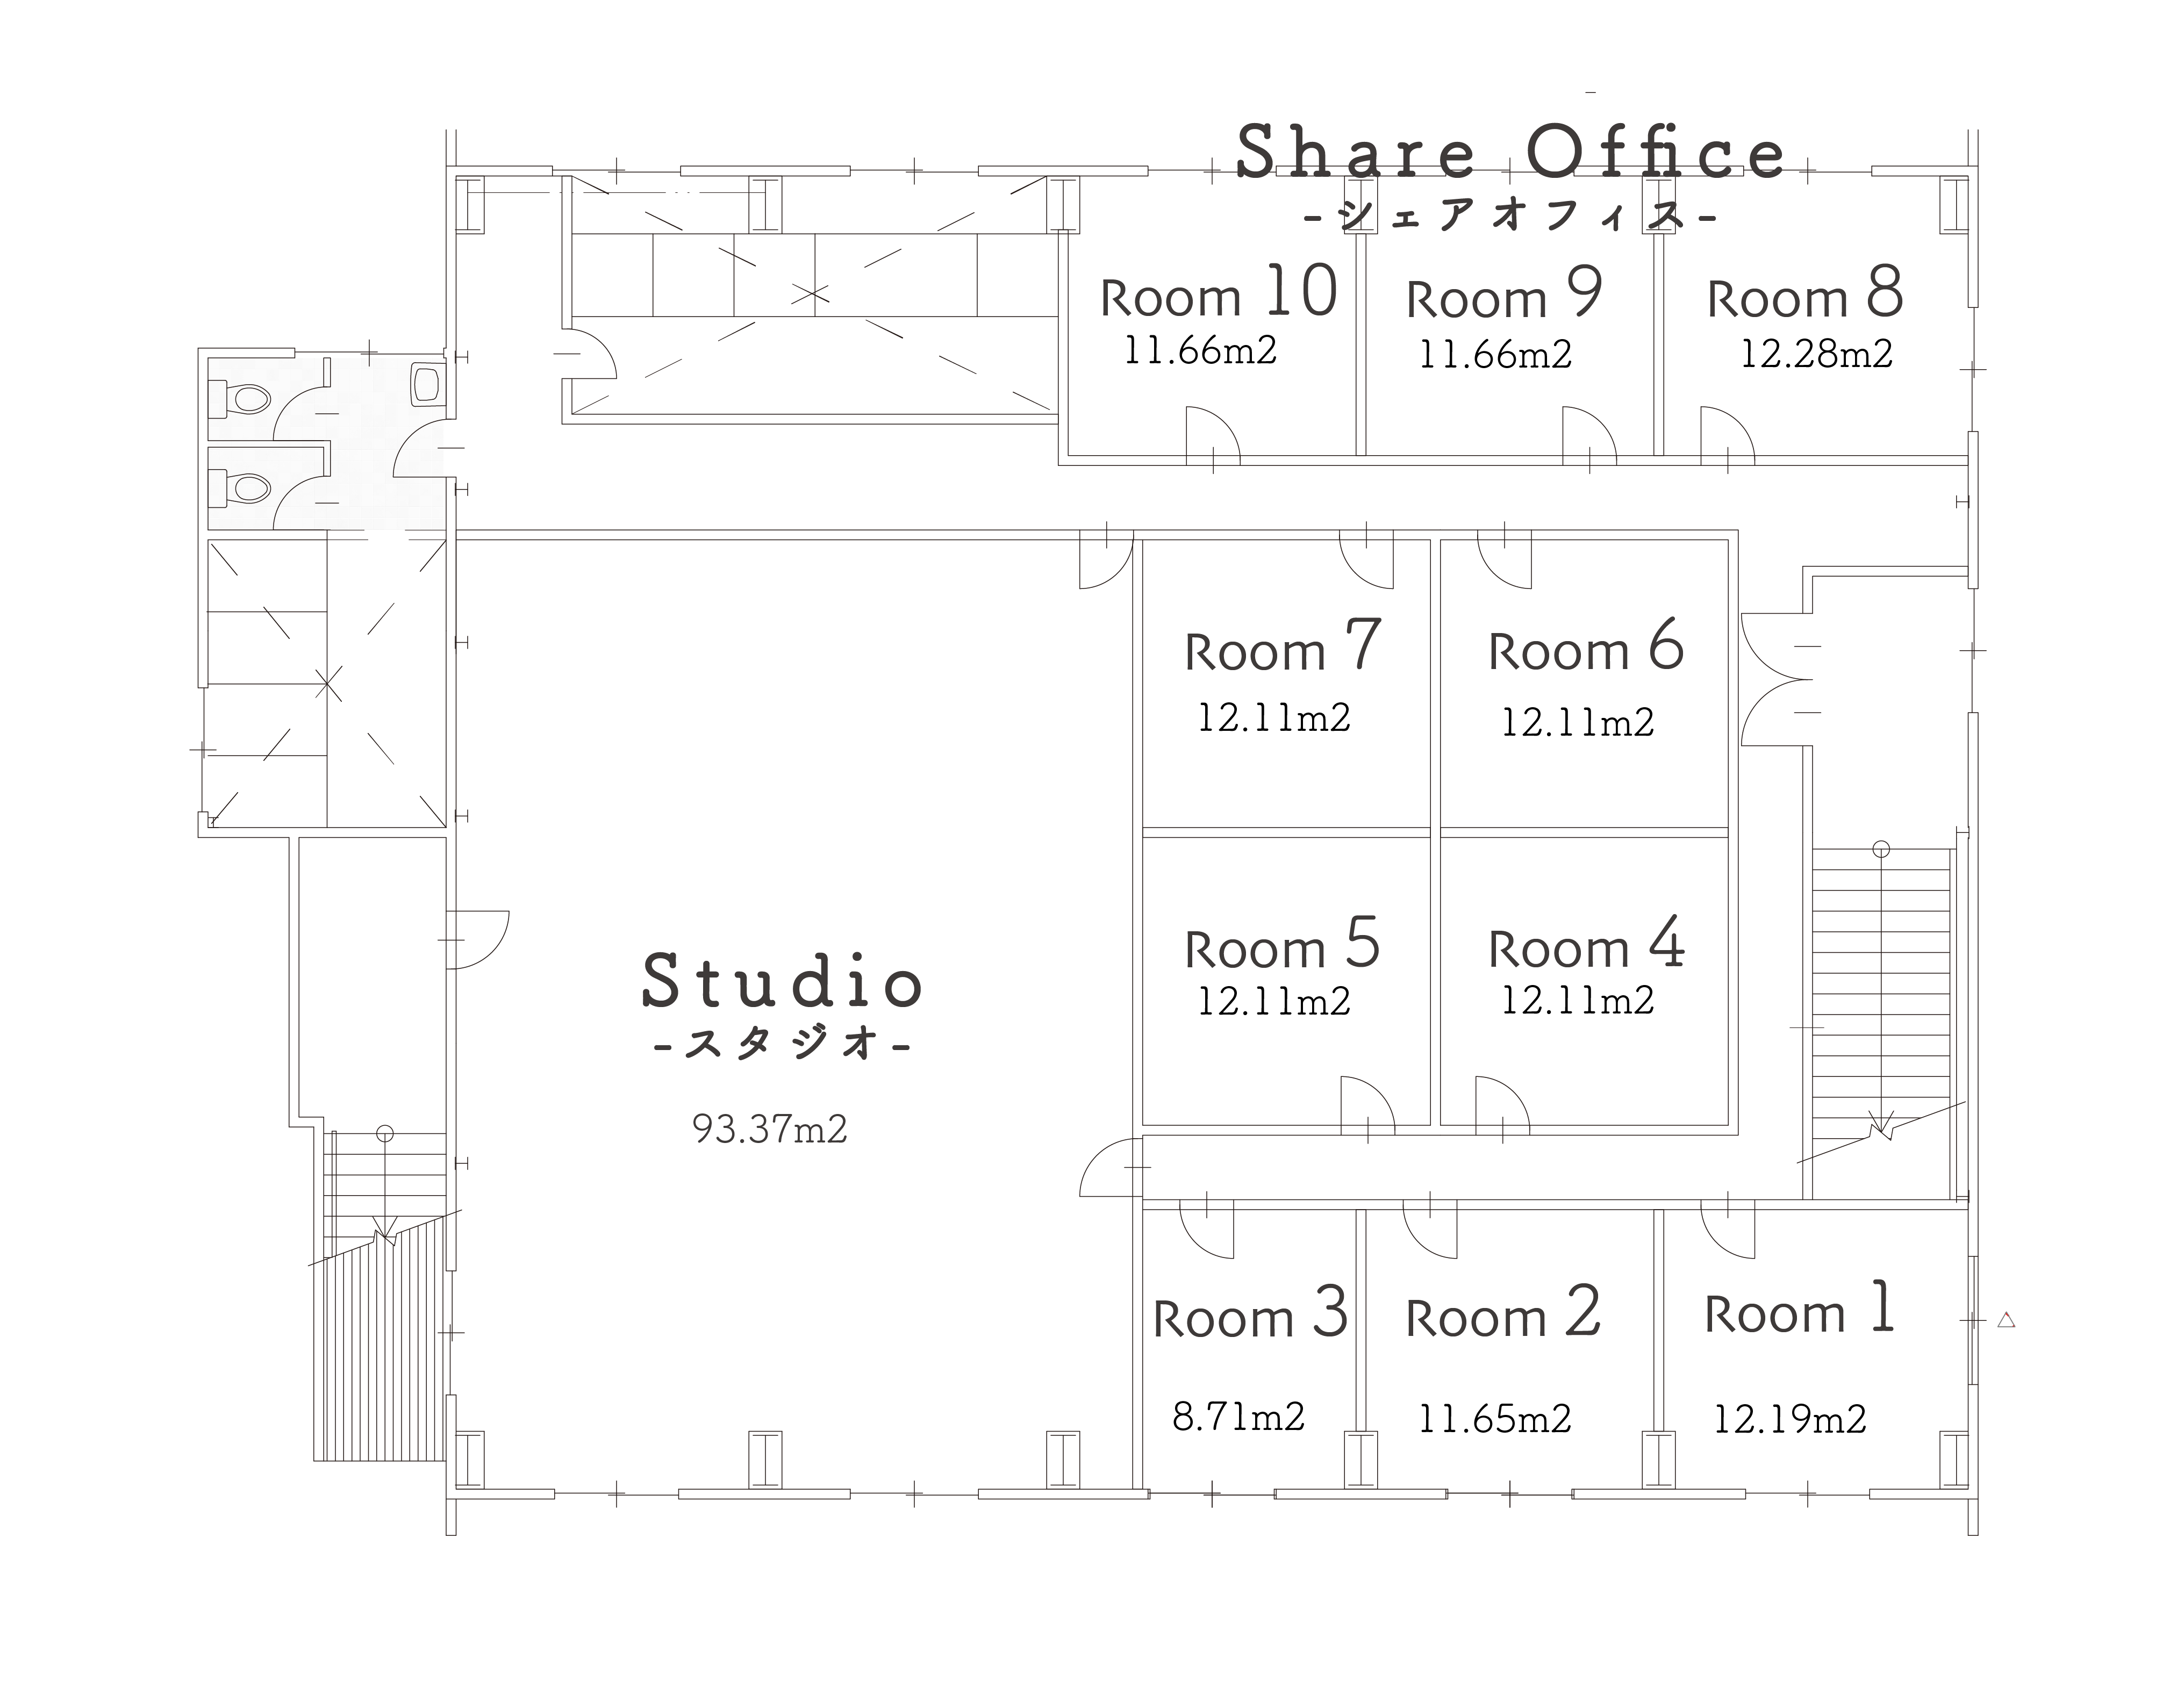 Share Office
-シェアオフィス-
Room 10
11.66m2
Room 9
11.66m2
Room 8
12.28m2
Room 7
12.11m2
Room 6
12.11m2
Room 5
12.11m2
Room 4
12.11m2
Studio
-スタジオ-
93.37m2
Room 3
8.71m2
Room 2
11.65m2
Room 1
12.19m2